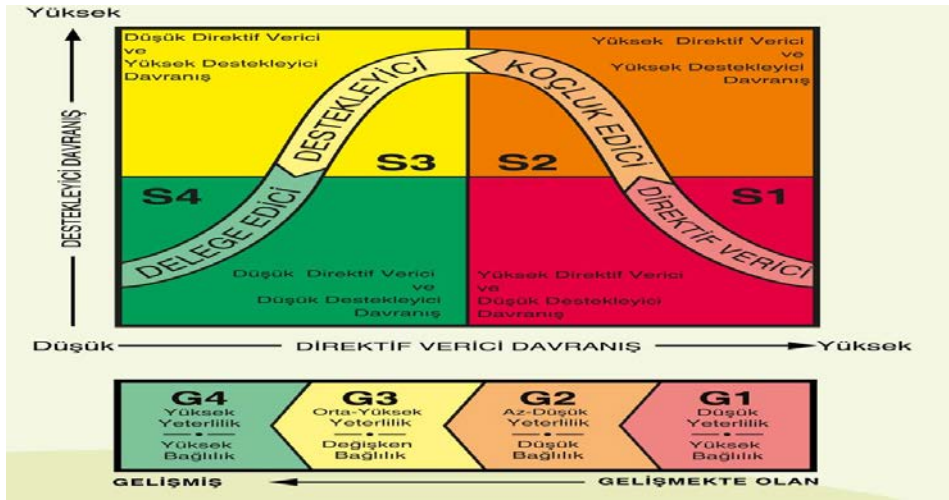 Yüksek
DESTEKLEYİCİ DAVRANIŞ
Düşük Direktif Verici
ve
Yüksek Destekleyici
Davranış
Yüksek Direktif Verici
ve
Yüksek Destekleyici
Davranış
DESTEKLEYİCİ
KOÇLUK EDİCİ
S3
S2
S4
S1
DELEGE EDİCİ
DİREKTİF VERİCİ
Düşük Direktif Verici
ve
Düşük Destekleyici
Davranış
Yüksek Direktif Verici
ve
Düşük Destekleyici
Davranış
Düşük
DİREKTİF VERİCİ DAVRANIŞ
Yüksek
G4
Yüksek
Yeterlilik
Yüksek
Bağlılık
G3
Orta-Yüksek
Yeterlilik
Değişken
Bağlılık
G2
Az-Düşük
Yeterlilik
Düşük
Bağlılık
G1
Düşük
Yeterlilik
Yüksek
Bağlılık
GELİŞMİŞ
GELİŞMEKTE OLAN